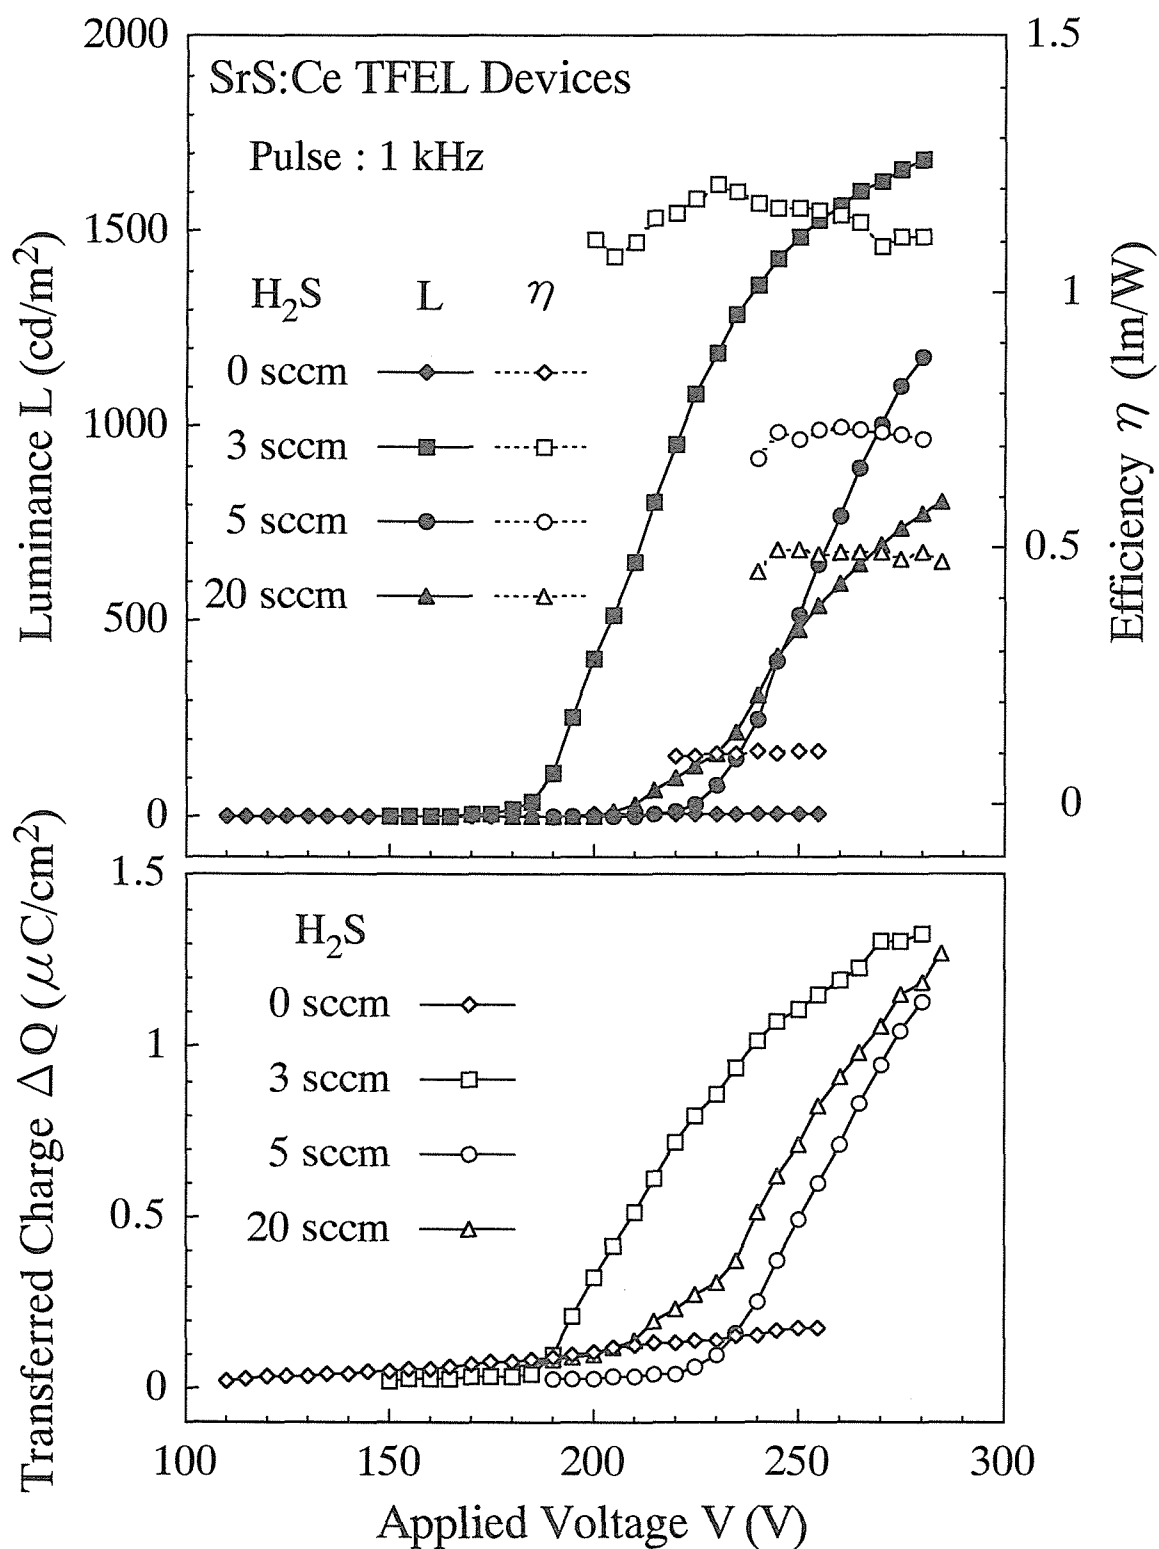 2000
1500
1000
500
0
Luminance L (cd/m²)
SrS:Ce TFEL Devices
Pulse : 1 kHz
H₂S L η
0 sccm
3 sccm
5 sccm
20 sccm
1.5
1
0.5
0
Efficiency η (lm/W)
1.5
1
0.5
0
Transferred Charge Δ Q (μC/cm²)
H₂S
0 sccm
3 sccm
5 sccm
20 sccm
100 150 200 250 300
Applied Voltage V (V)